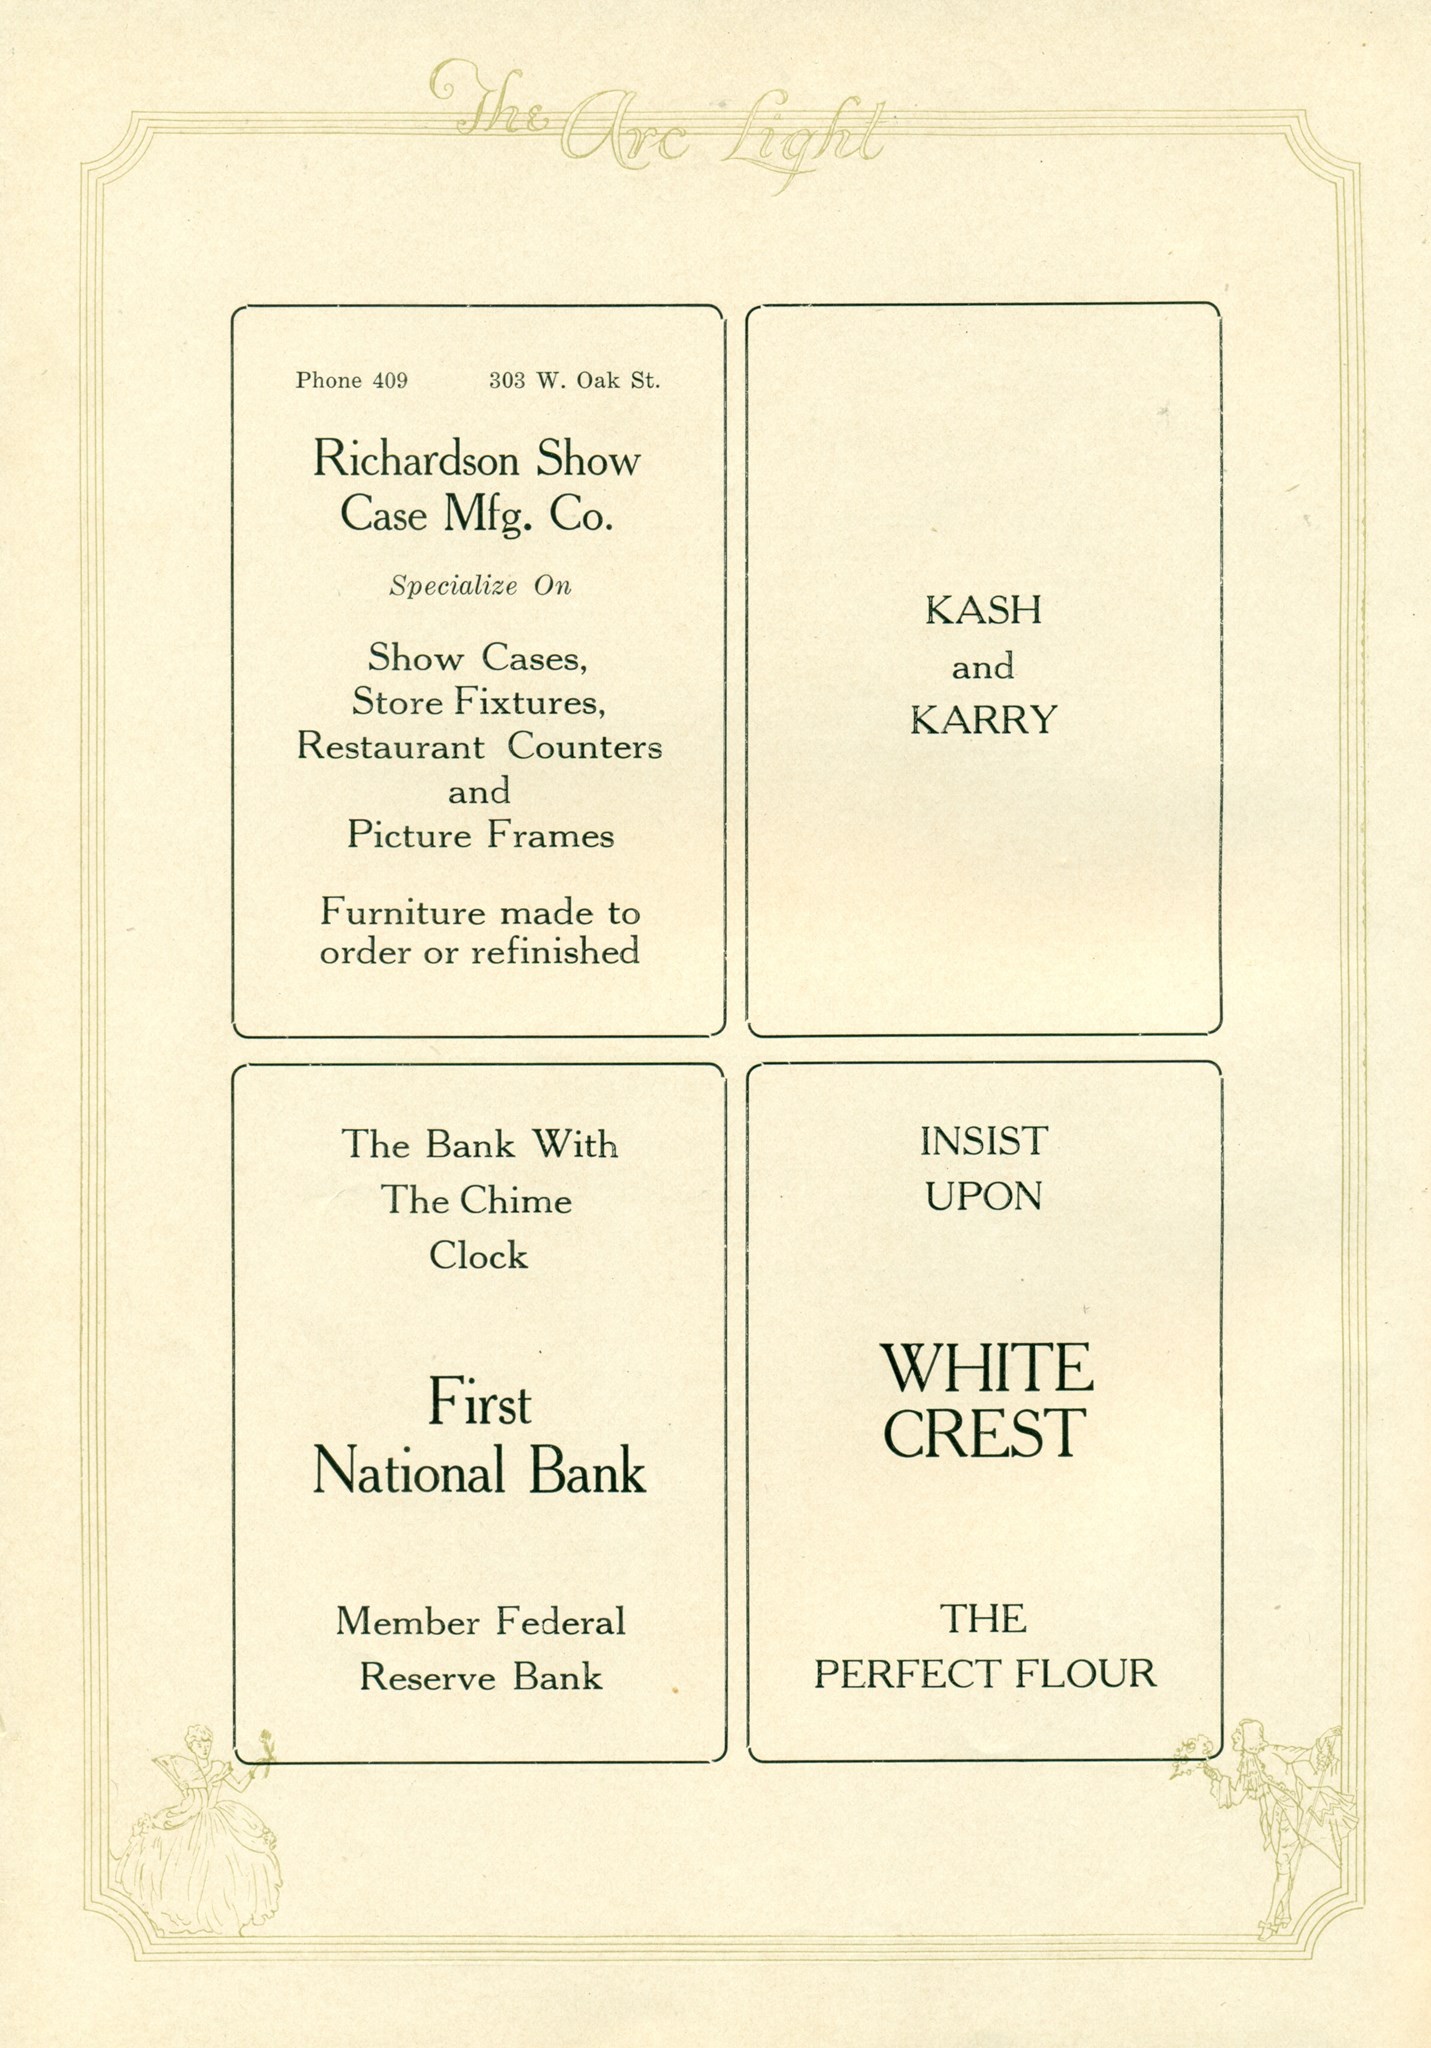 The Arc Light
Phone 409 303 W. Oak St.
Richardson Show
Case Mfg. Co.
Specialize On
Show Cases,
Store Fixtures,
Restaurant Counters
and
Picture Frames
Furniture made to
order or refinished
KASH
and
KARRY
The Bank With
The Chime
Clock
First
National Bank
Member Federal
Reserve Bank
INSIST
UPON
WHITE
CREST
THE
PERFECT FLOUR